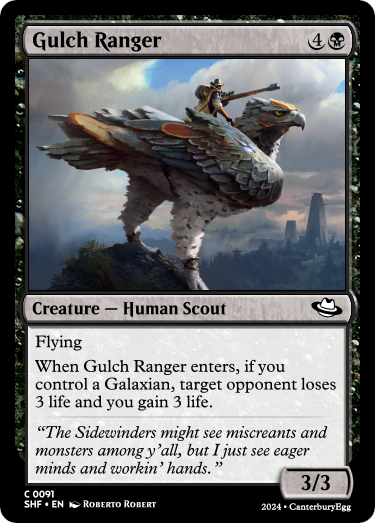 Gulch Ranger 4
Creature — Human Scout
Flying
When Gulch Ranger enters, if you
control a Galaxian, target opponent loses
3 life and you gain 3 life.
“The Sidewinders might see miscreants and
monsters among y’all, but I just see eager
minds and workin’ hands.”
3/3
C 0091
SHF • EN ROBERTO ROBERT
2024 • CanterburyEgg